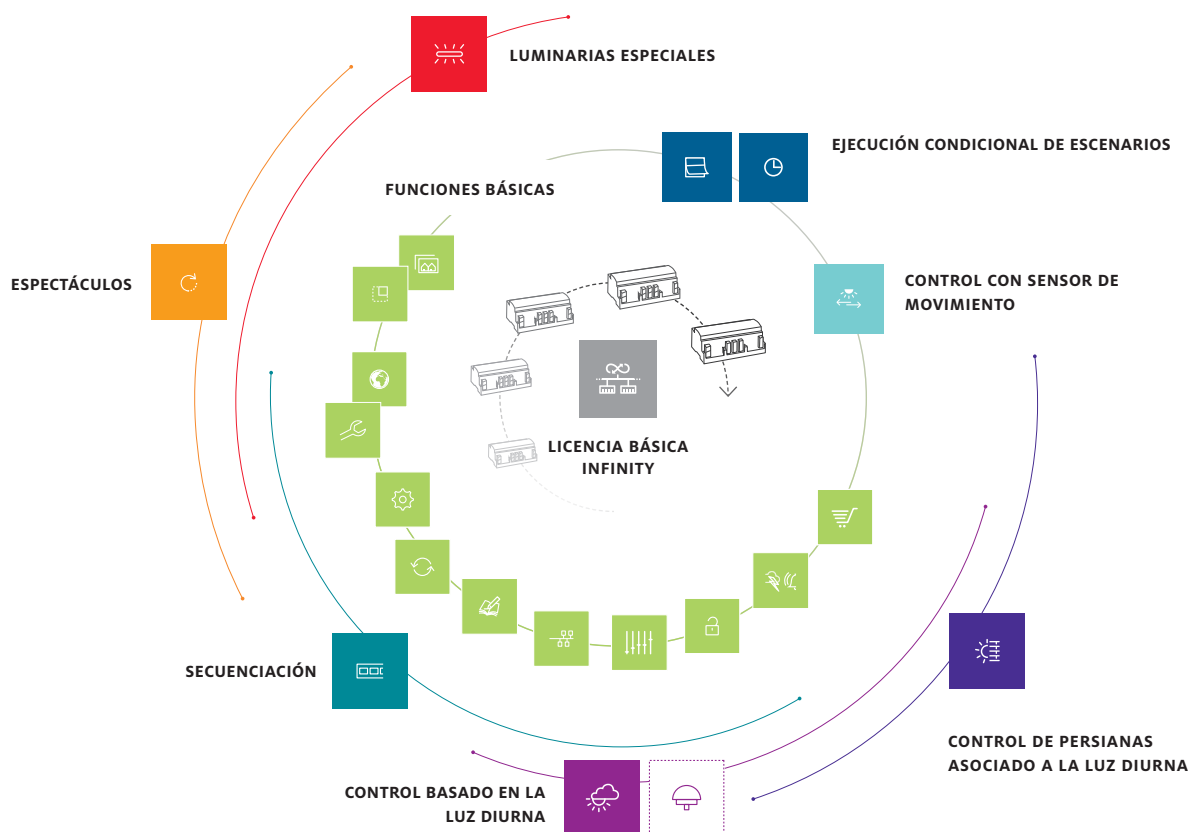 LUMINARIAS ESPECIALES
EJECUCIÓN CONDICIONAL DE ESCENARIOS
FUNCIONES BÁSICAS
ESPECTÁCULOS
CONTROL CON SENSOR DE
MOVIMIENTO
LICENCIA BÁSICA
INFINITY
SECUENCIACIÓN
CONTROL DE PERSIANAS
ASOCIADO A LA LUZ DIURNA
CONTROL BASADO EN LA
LUZ DIURNA